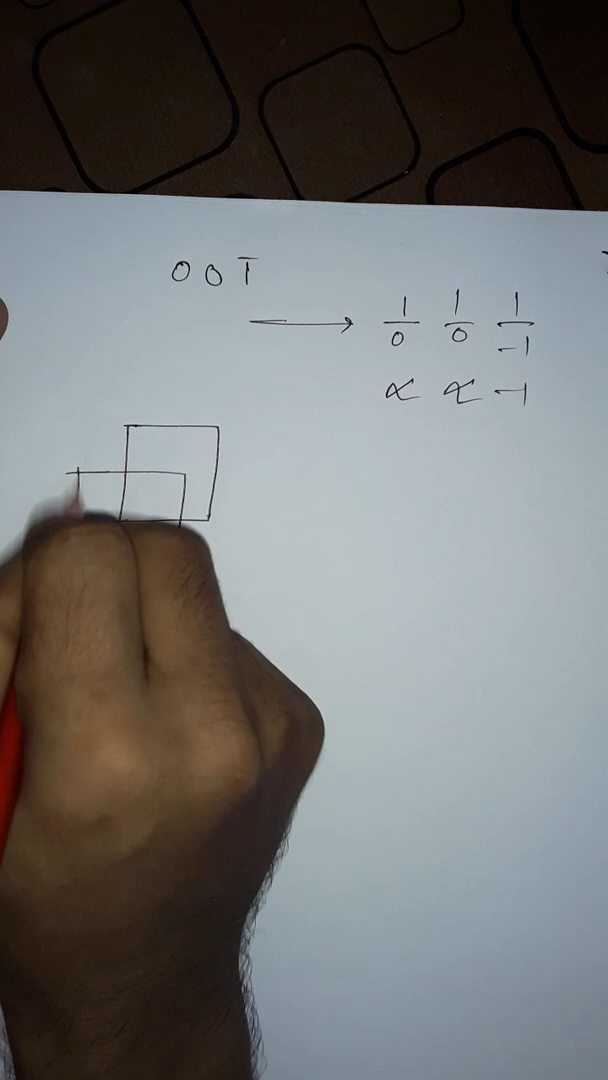 0 0 1̅
→ 1/0 1/0 1/-1
∝ ∝ -1